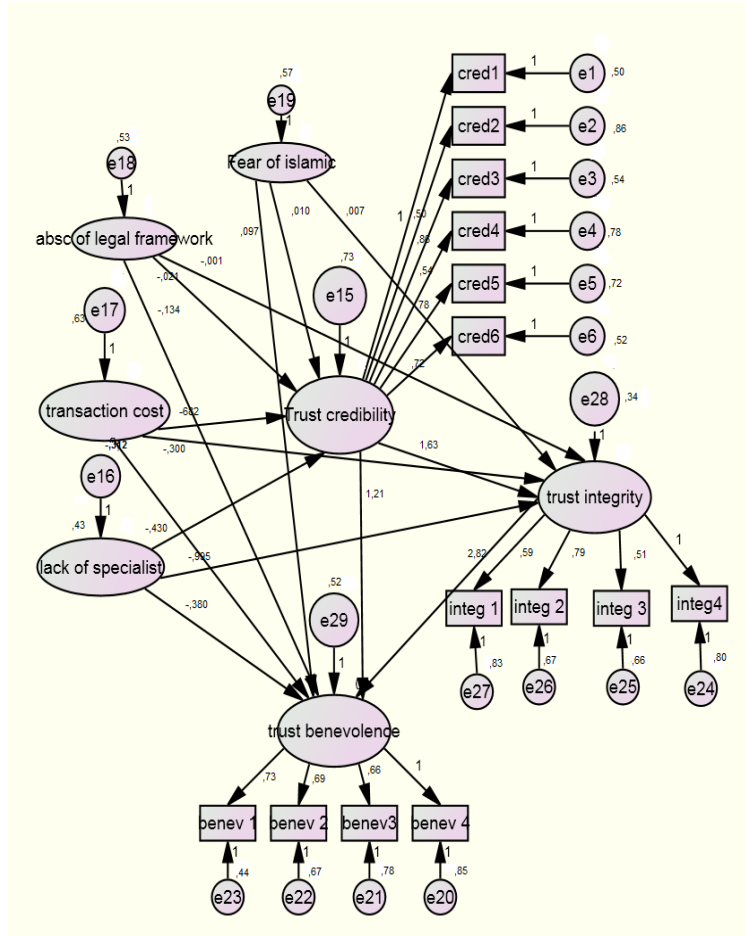 ,57
e19
1
Fear of islamic
,53
e18
1
absc of legal framework
cred1
1
e1
,50
cred2
1
e2
,86
cred3
1
e3
,54
cred4
1
e4
,78
cred5
1
e5
,72
cred6
1
e6
,52
,097
,010
,007
1
,50
,86
,54
,78
,72
-,001
-,021
-,134
,73
e15
1
Trust credibility
,63
e17
1
transaction cost
-682
-,300
e28
,34
1
trust integrity
1,63
1,21
e16
,43
1
lack of specialist
-,430
-,995
-,380
2,82
,59
,79
,51
1
integ 1
integ 2
integ 3
integ4
1
1
1
1
,83
,67
,66
,80
e27
e26
e25
e24
,52
e29
1
trust benevolence
,73
,69
,66
1
benev 1
benev 2
benev3
benev 4
1
1
1
1
,44
,67
,78
,85
e23
e22
e21
e20